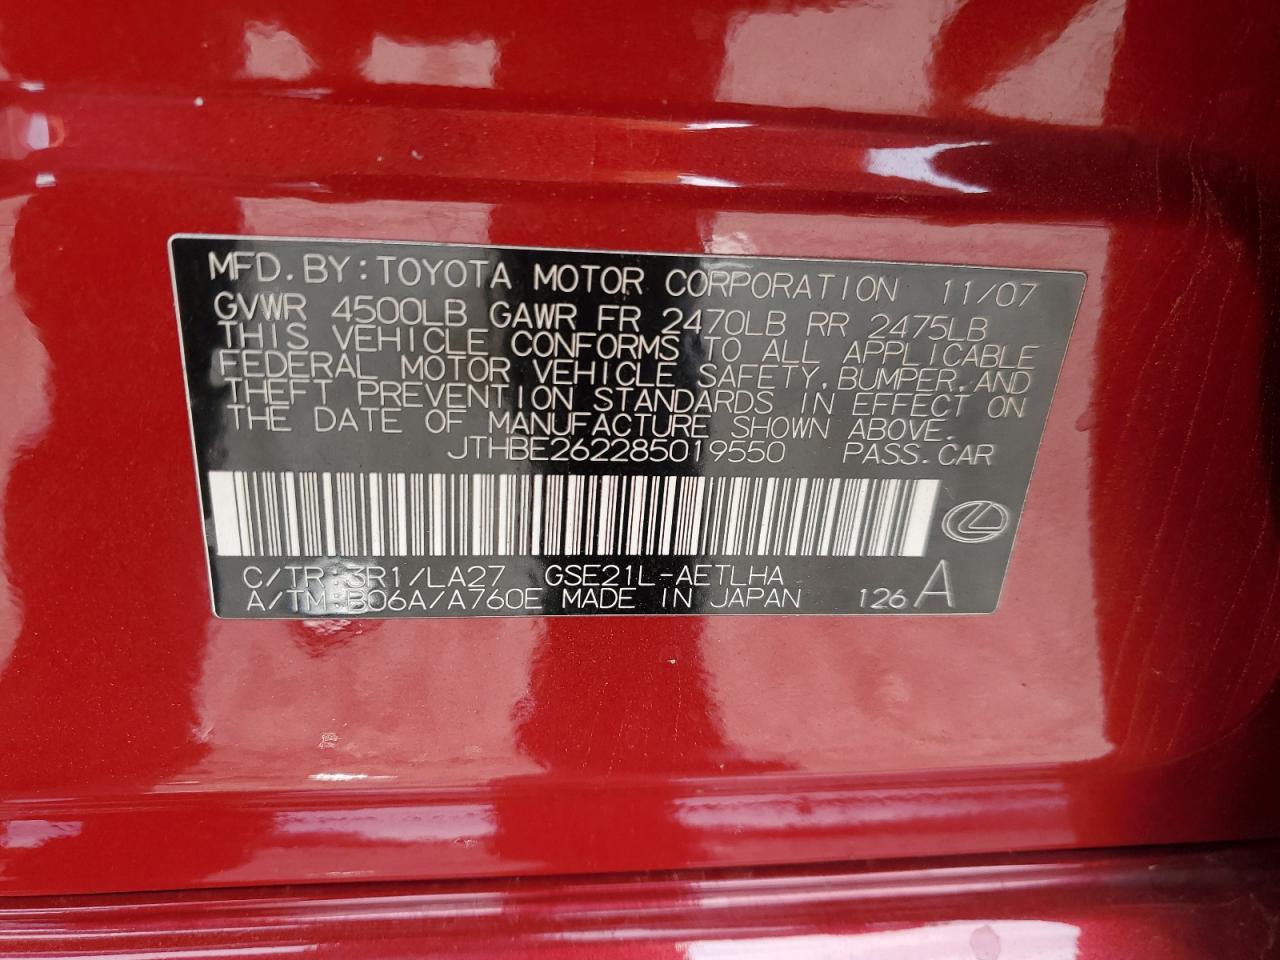 MFD. BY: TOYOTA MOTOR CORPORATION 11/07
GVWR 4500LB GAWR FR 2470LB RR 2475LB
THIS VEHICLE CONFORMS TO ALL APPLICABLE
FEDERAL MOTOR VEHICLE SAFETY, BUMPER, AND
THEFT PREVENTION STANDARDS IN EFFECT ON
THE DATE OF MANUFACTURE SHOWN ABOVE.
JTHBE262285019550 PASS. CAR
C/TR: 3R1/LA27 GSE21L-AETLHA
A/TM: B06A/A760E MADE IN JAPAN 126 A